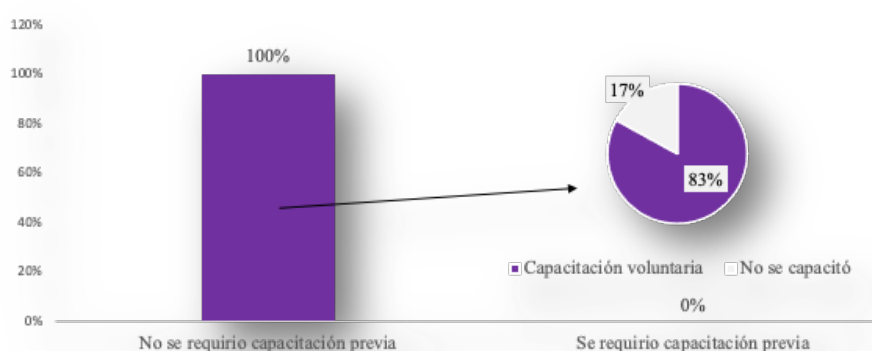 120%
100%
80%
60%
40%
20%
0%
100%
17%
83%
Capacitación voluntaria
No se capacitó
0%
No se requirio capacitación previa
Se requirio capacitación previa